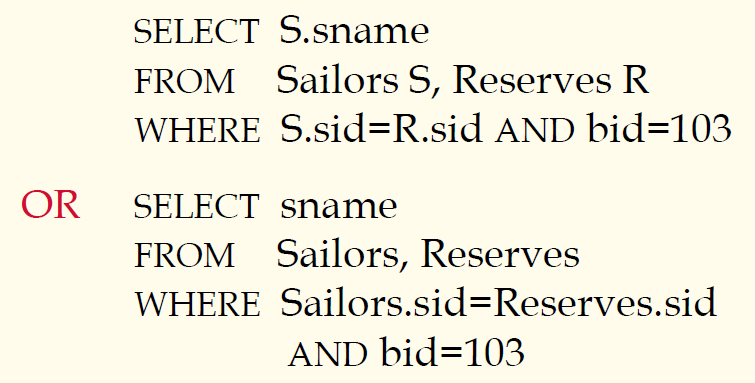 SELECT S.sname
FROM Sailors S, Reserves R
WHERE S.sid=R.sid AND bid=103
OR SELECT sname
FROM Sailors, Reserves
WHERE Sailors.sid=Reserves.sid
AND bid=103